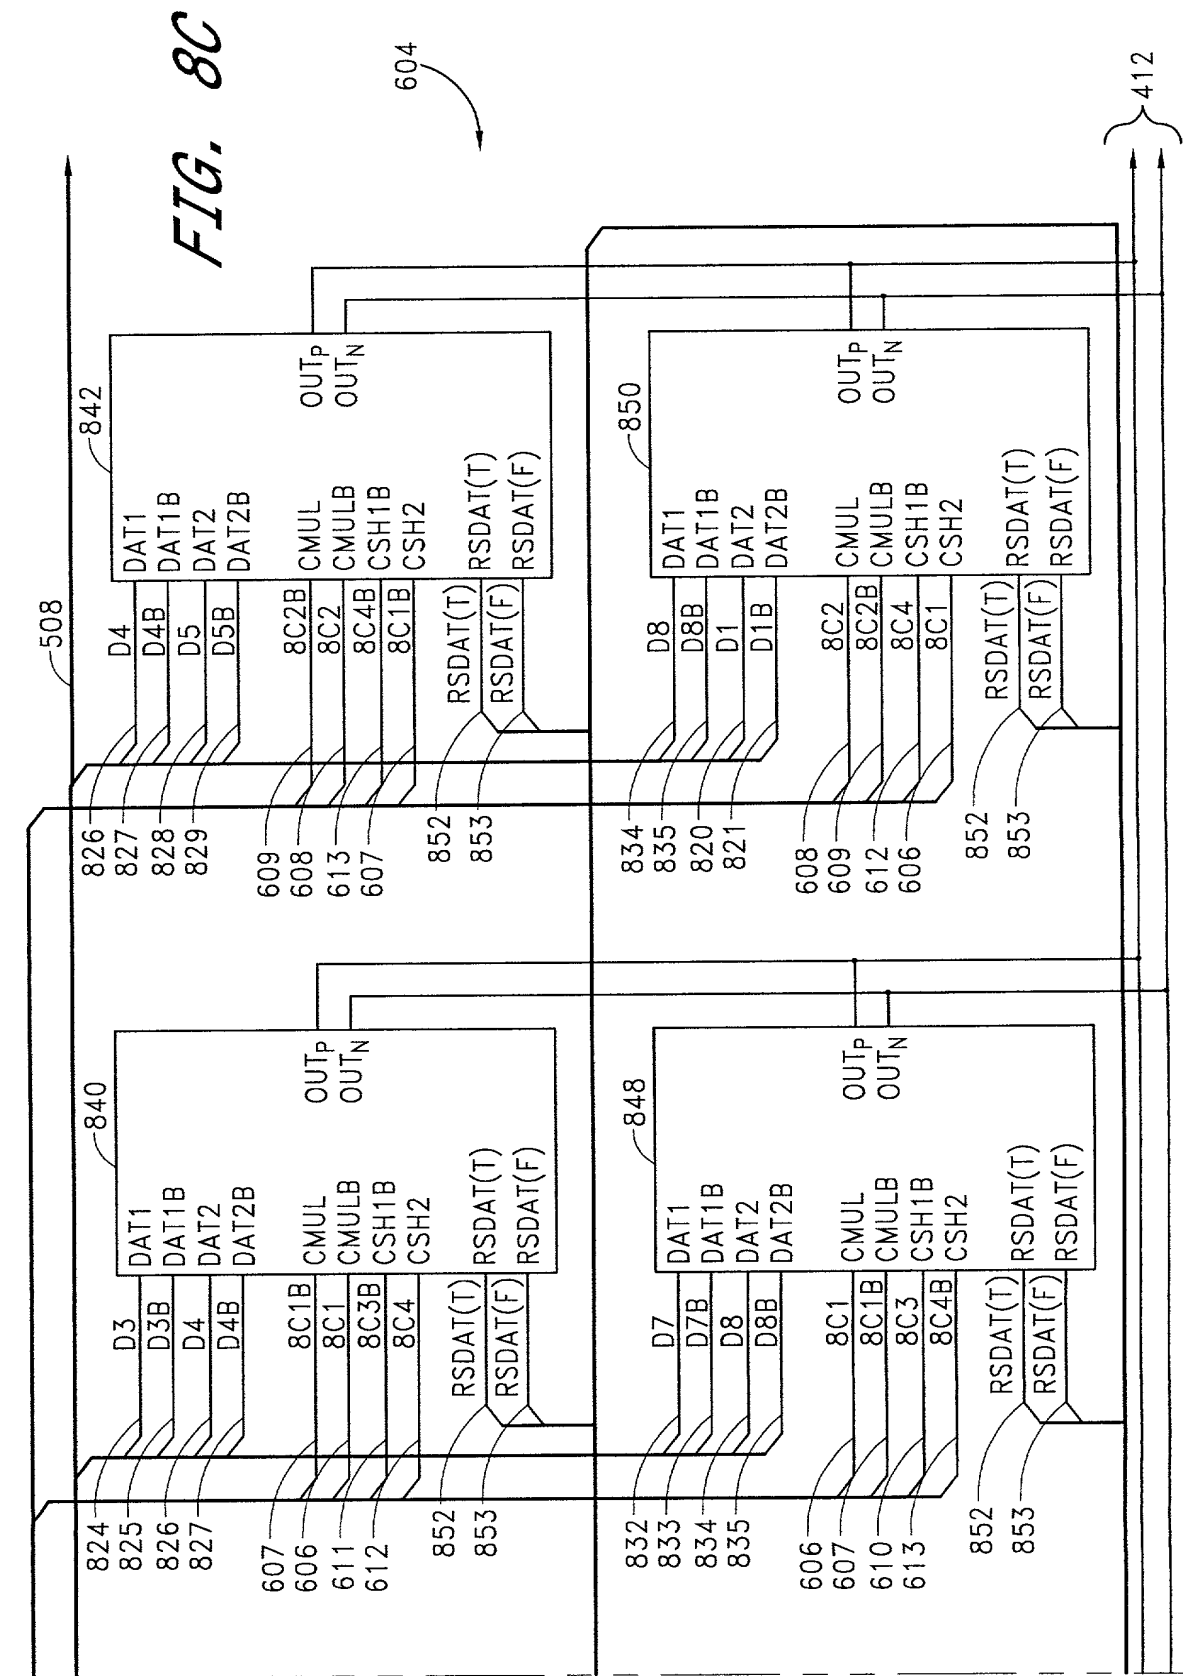 FIG. 8C
604
508
412
840
DAT1
DAT1B
DAT2
DAT2B
CMUL
CMULB
CSH1B
CSH2
RSDAT(T)
RSDAT(F)
OUTP
OUTN
D3
D3B
D4
D4B
8C1B
8C1
8C3B
8C4
RSDAT(T)
RSDAT(F)
824
825
826
827
607
606
611
612
852
853
842
DAT1
DAT1B
DAT2
DAT2B
CMUL
CMULB
CSH1B
CSH2
RSDAT(T)
RSDAT(F)
OUTP
OUTN
D4
D4B
D5
D5B
8C2B
8C2
8C4B
8C1B
RSDAT(T)
RSDAT(F)
826
827
828
829
609
608
613
607
852
853
848
DAT1
DAT1B
DAT2
DAT2B
CMUL
CMULB
CSH1B
CSH2
RSDAT(T)
RSDAT(F)
OUTP
OUTN
D7
D7B
D8
D8B
8C1
8C1B
8C3
8C4B
RSDAT(T)
RSDAT(F)
832
833
834
835
606
607
610
613
852
853
850
DAT1
DAT1B
DAT2
DAT2B
CMUL
CMULB
CSH1B
CSH2
RSDAT(T)
RSDAT(F)
OUTP
OUTN
D8
D8B
D1
D1B
8C2
8C2B
8C4
8C1
RSDAT(T)
RSDAT(F)
834
835
820
821
608
609
612
606
852
853